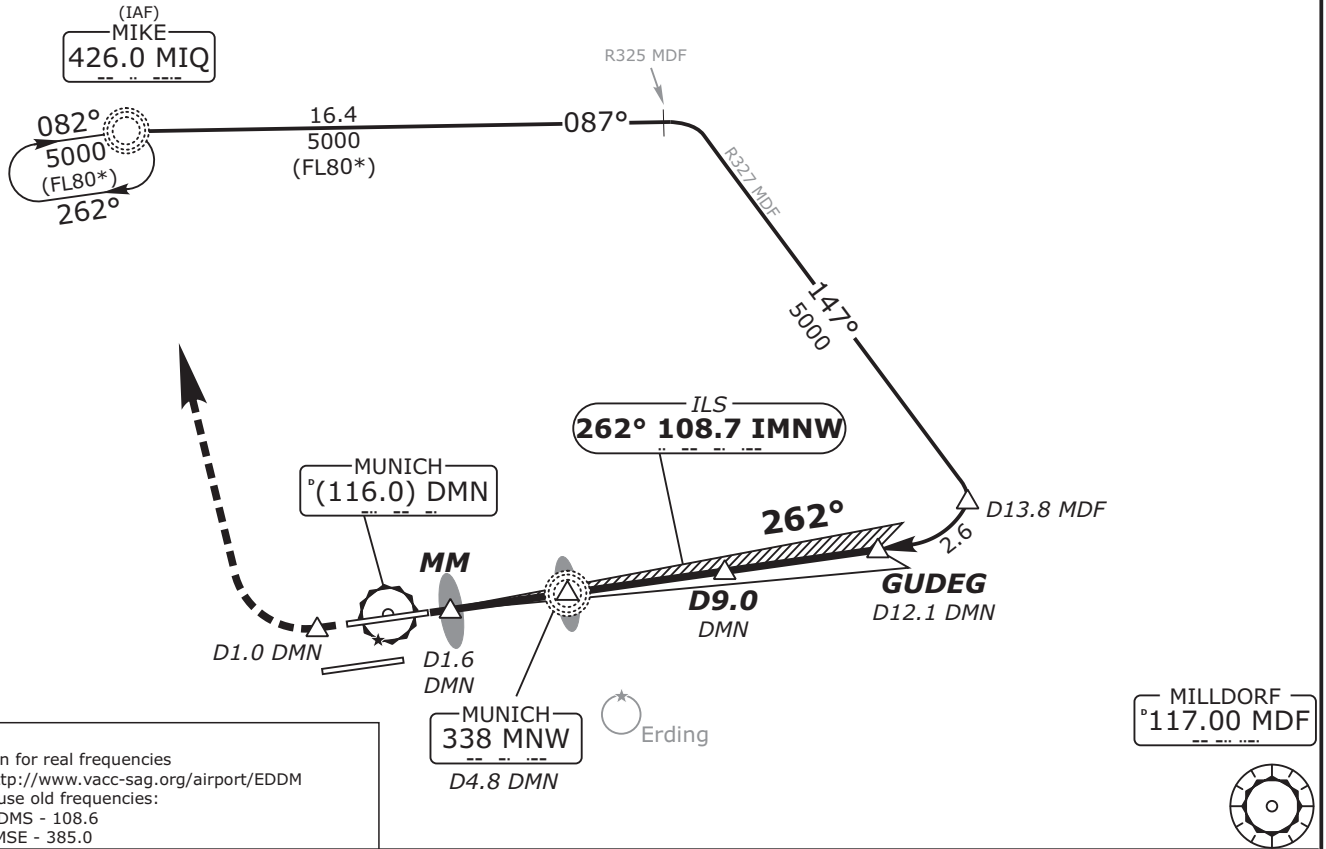 (IAF)
MIKE
426.0 MIQ
R325 MDF
082°
5000
(FL80*)
262°
16.4
5000
(FL80*)
087°
R327 MDF
147°
5000
ILS
262° 108.7 IMNW
MUNICH
D(116.0) DMN
262°
D13.8 MDF
2.6
MM
GUDEG
D12.1 DMN
D9.0
DMN
D1.0 DMN
D1.6
DMN
MUNICH
338 MNW
D4.8 DMN
Erding
MILLDORF
D117.00 MDF
n for real frequencies
tp://www.vacc-sag.org/airport/EDDM
use old frequencies:
DMS - 108.6
MSE - 385.0